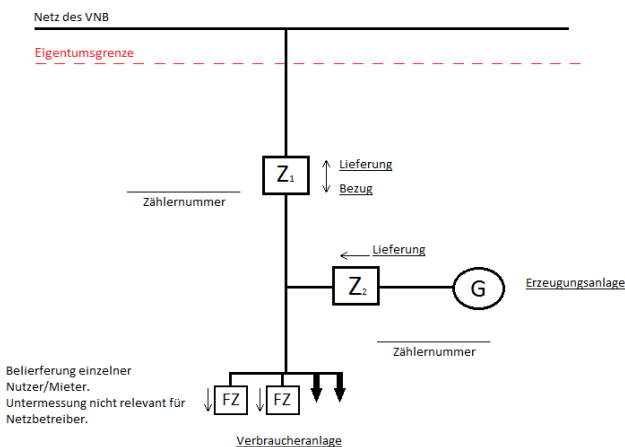 Netz des VNB
Eigentumsgrenze
Z1
Lieferung
Bezug
Zählernummer
Lieferung
Z2
G
Erzeugungsanlage
Zählernummer
Belierferung einzelner
Nutzer/Mieter.
Untermessung nicht relevant für
Netzbetreiber.
FZ
FZ
Verbraucheranlage